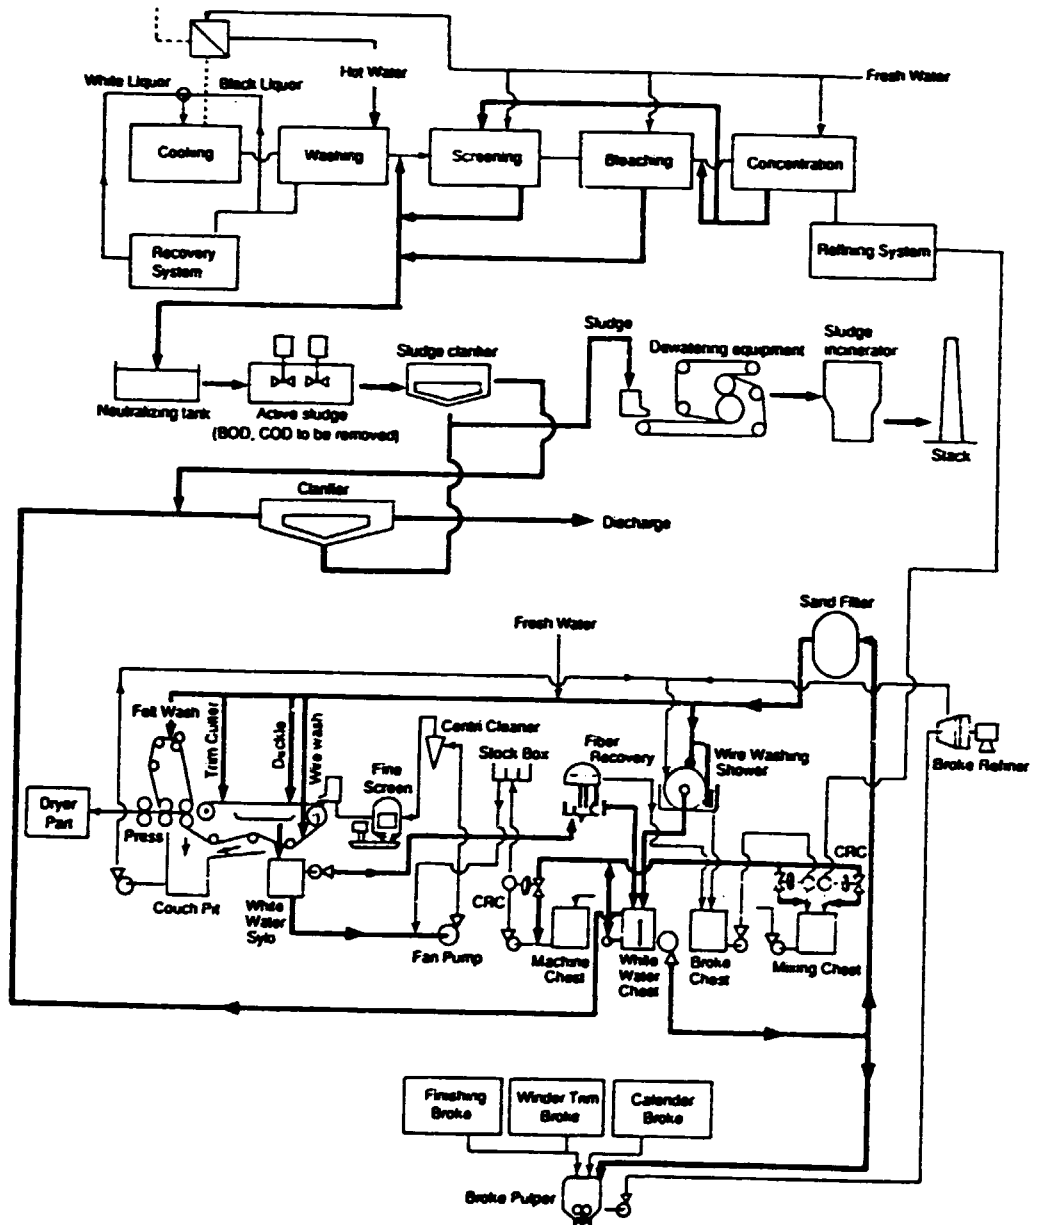 White Liquor
Black Liquor
Hot Water
Fresh Water
Cooking
Washing
Screening
Bleaching
Concentration
Recovery
System
Refining System
Neutralizing tank
Active sludge
(BOD, COD to be removed)
Sludge clarifier
Sludge
Dewatering equipment
Sludge
incinerator
Stack
Clarifier
Discharge
Sand Filter
Fresh Water
Felt Wash
Trim Cutter
Deckle
Wire wash
Centri Cleaner
Fine
Screen
Stock Box
Fiber
Recovery
Wire Washing
Shower
Broke Refiner
Dryer
Part
Press
Couch Pit
White
Water
Sylo
Fan Pump
CRC
Machine
Chest
White
Water
Chest
Broke
Chest
CRC
Mixing Chest
Finishing
Broke
Winder Trim
Broke
Calender
Broke
Broke Pulper